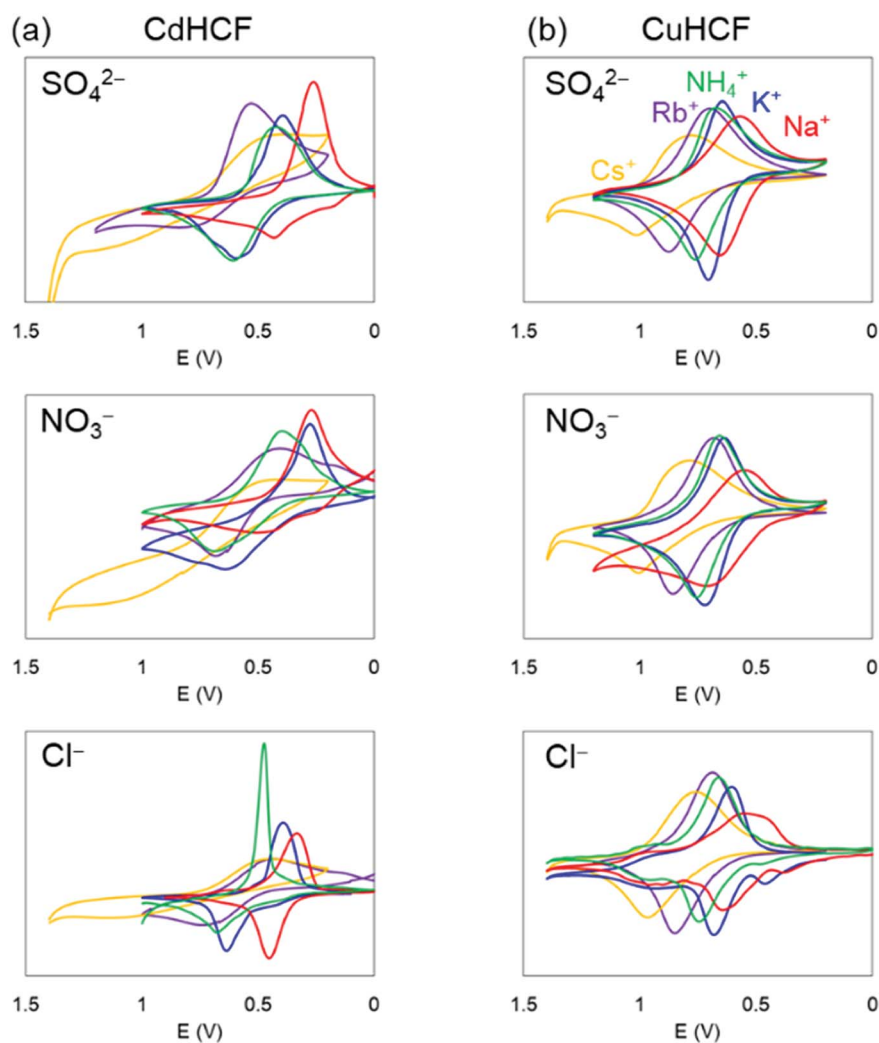 (a) CdHCF
SO₄²⁻
1.5 1 0.5 0
E (V)
NO₃⁻
1.5 1 0.5 0
E (V)
Cl⁻
1.5 1 0.5 0
E (V)
(b) CuHCF
SO₄²⁻
NH₄⁺
Rb⁺ K⁺
Na⁺
Cs⁺
1.5 1 0.5 0
E (V)
NO₃⁻
1.5 1 0.5 0
E (V)
Cl⁻
1.5 1 0.5 0
E (V)